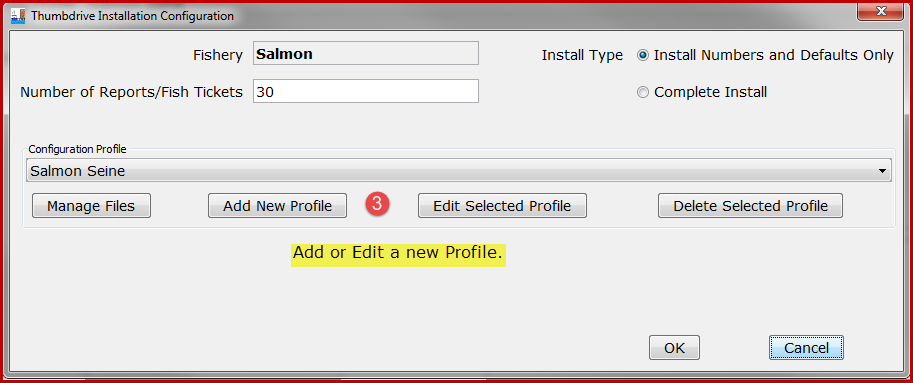 Thumbdrive Installation Configuration
Fishery Salmon Install Type Install Numbers and Defaults Only
Number of Reports/Fish Tickets 30 Complete Install
Configuration Profile
Salmon Seine
Manage Files Add New Profile 3 Edit Selected Profile Delete Selected Profile
Add or Edit a new Profile.
OK Cancel